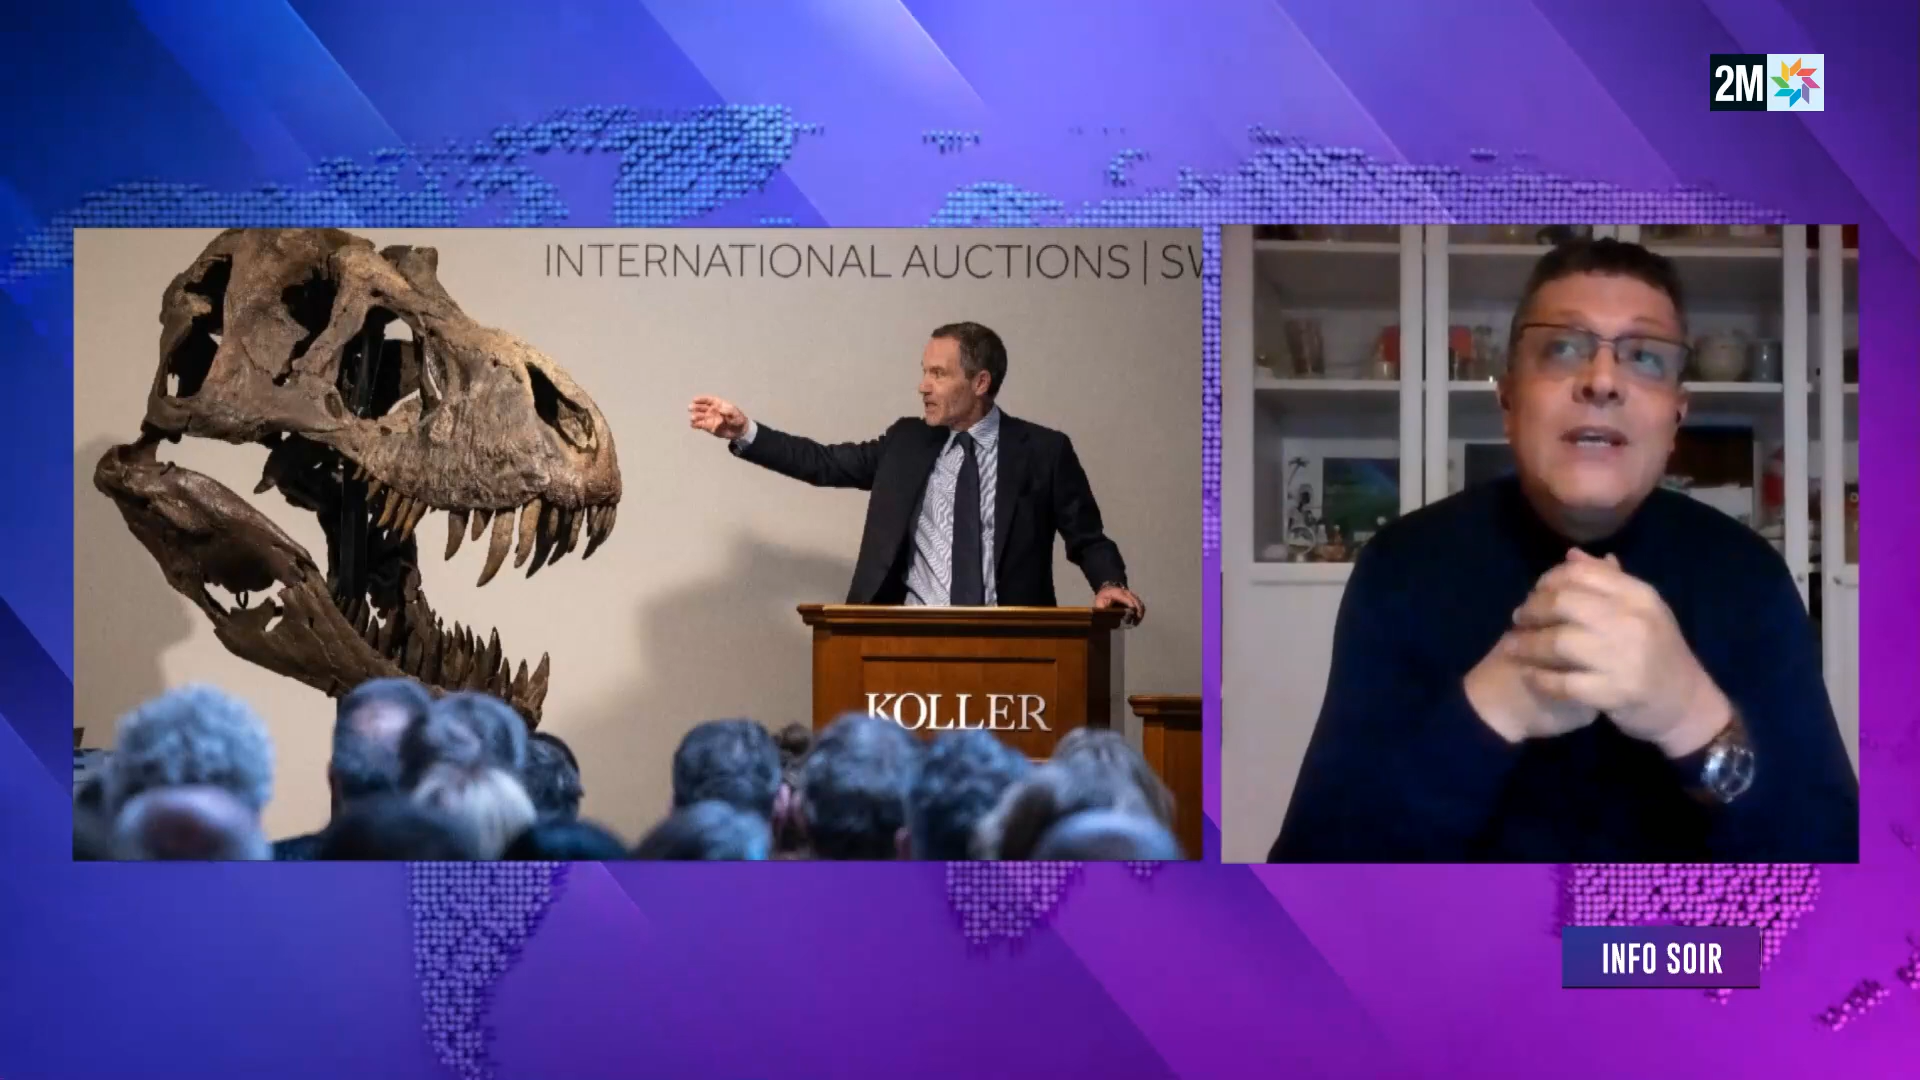 2M
INTERNATIONAL AUCTIONS | SW
KOLLER
INFO SOIR